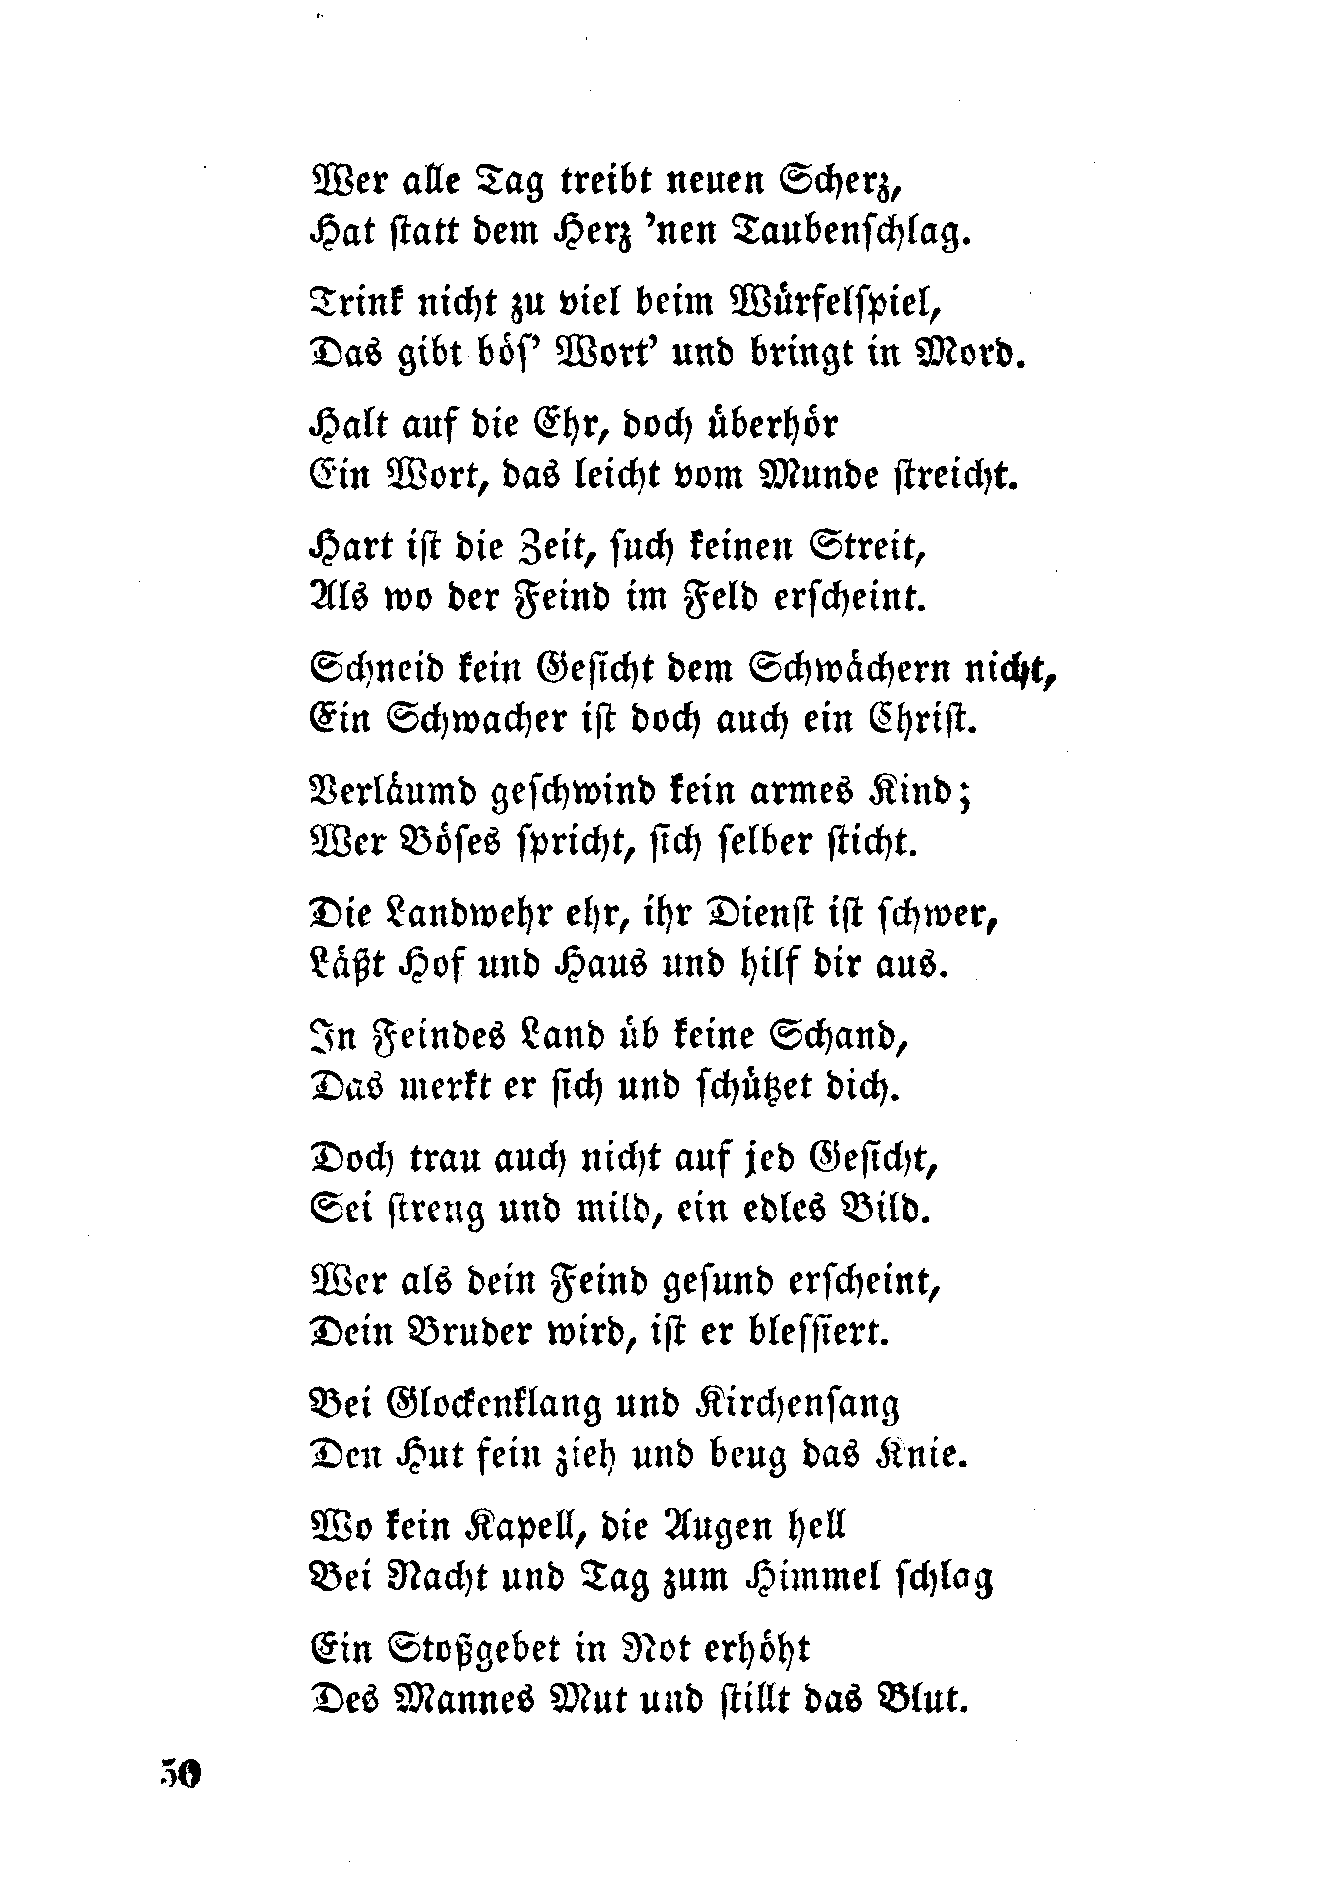 Wer alle Tag treibt neuen Scherz,
Hat ſtatt dem Herz ’nen Taubenſchlag.
Trink nicht zu viel beim Würfelſpiel,
Das gibt böſ’ Wort’ und bringt in Mord.
Halt auf die Ehr, doch überhör
Ein Wort, das leicht vom Munde ſtreicht.
Hart iſt die Zeit, ſuch keinen Streit,
Als wo der Feind im Feld erſcheint.
Schneid kein Geſicht dem Schwächern nicht,
Ein Schwacher iſt doch auch ein Chriſt.
Verläumd geſchwind kein armes Kind;
Wer Böſes ſpricht, ſich ſelber ſticht.
Die Landwehr ehr, ihr Dienſt iſt ſchwer,
Läßt Hof und Haus und hilf dir aus.
In Feindes Land üb keine Schand,
Das merkt er ſich und ſchützet dich.
Doch trau auch nicht auf jed Geſicht,
Sei ſtreng und mild, ein edles Bild.
Wer als dein Feind geſund erſcheint,
Dein Bruder wird, iſt er bleſſiert.
Bei Glockenklang und Kirchenſang
Den Hut fein zieh und beug das Knie.
Wo kein Kapell, die Augen hell
Bei Nacht und Tag zum Himmel ſchlag
Ein Stoßgebet in Not erhöht
Des Mannes Mut und ſtillt das Blut.
50